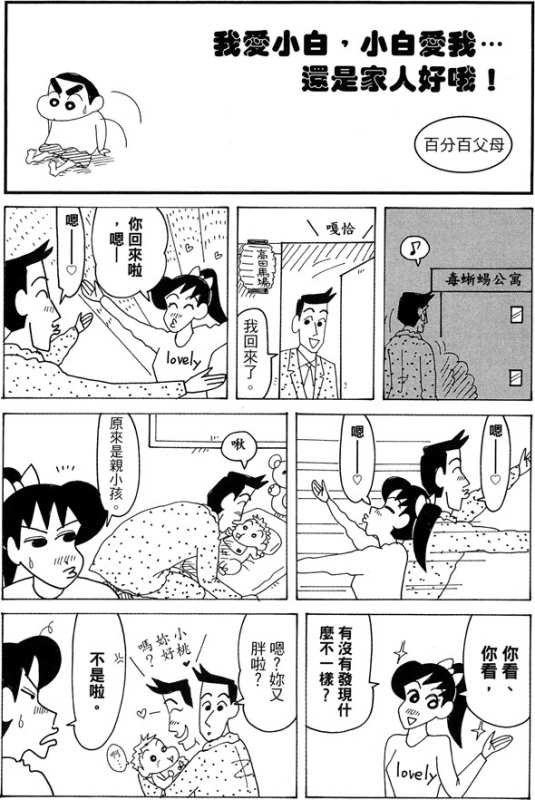 我愛小白，小白愛我…
還是家人好哦！
百分百父母
♪
毒蜥蜴公寓
嘎恰
高田馬場
我回來了。
你回來啦
，嗯——
嗯——♡
lovely
嗯——♡
嗯——♡
啾
原來是親小孩。
你看、
你看，
有沒有發現什
麼不一樣？
lovely
嗯？妳又
胖啦？
小桃
妳好
嗎？
啊…
不是啦。